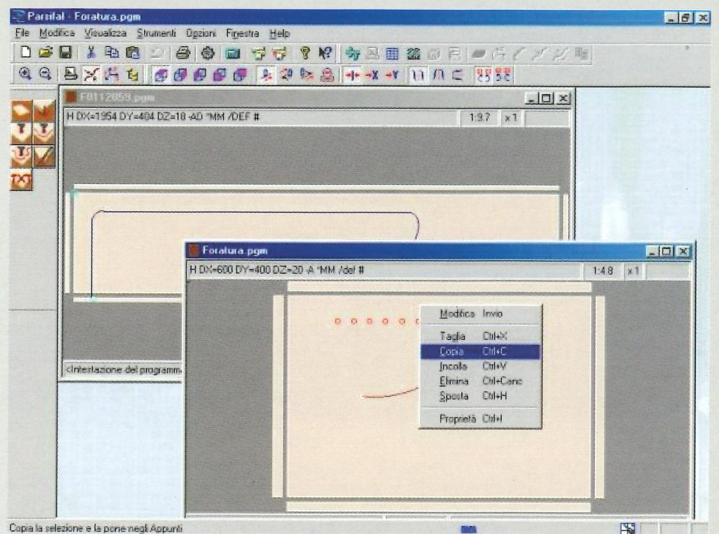 Parsifal - Foratura.pgm
File Modifica Visualizza Strumenti Opzioni Finestra Help
F0112059.pgm
H DX=1954 DY=404 DZ=18 -AD "MM /DEF # 1:9.7 x1
Foratura.pgm
H DX=600 DY=400 DZ=20 -A "MM /def # 1:4.8 x1
Modifica Invio
Taglia Ctrl+X
Copia Ctrl+C
Incolla Ctrl+V
Elimina Ctrl+Canc
Sposta Ctrl+H
Proprietà Ctrl+I
<Intestazione del programm
Copia la selezione e la pone negli Appunti